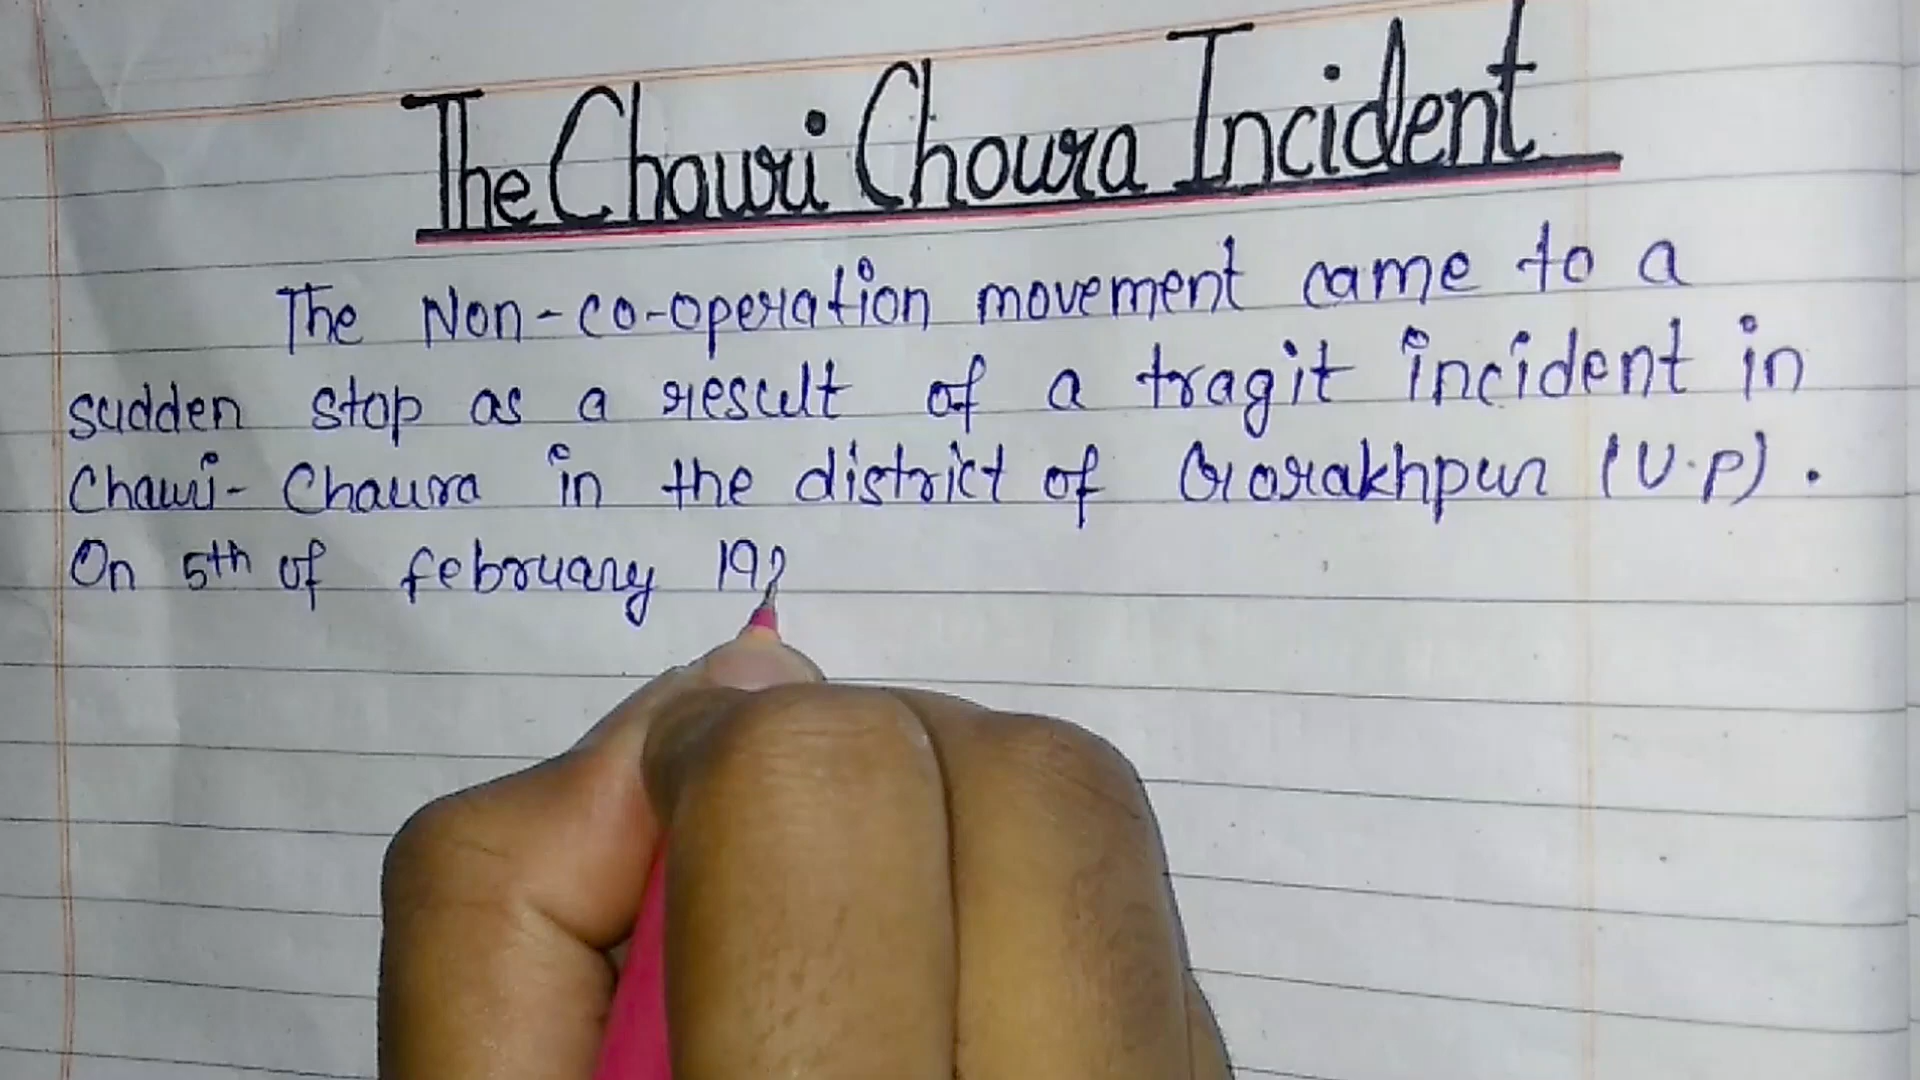 The Chauri Choura Incident
The Non-co-operation movement came to a
sudden stop as a result of a tragit incident in
Chauri-Chaura in the district of Gorakhpur (U.P).
On 5th of february 192